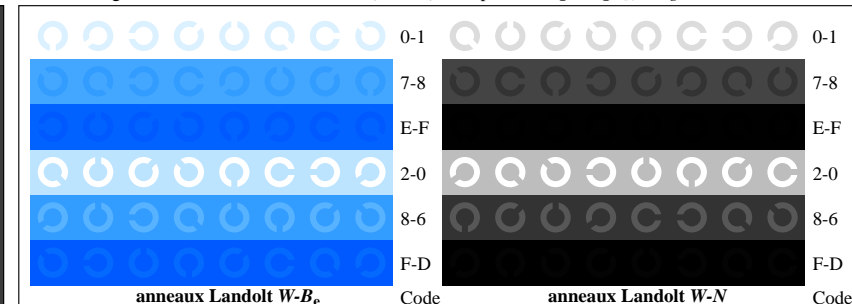 0-1 0-1
7-8 7-8
E-F E-F
2-0 2-0
8-6 8-6
F-D F-D
anneaux Landolt W-Be Code anneaux Landolt W-N Code